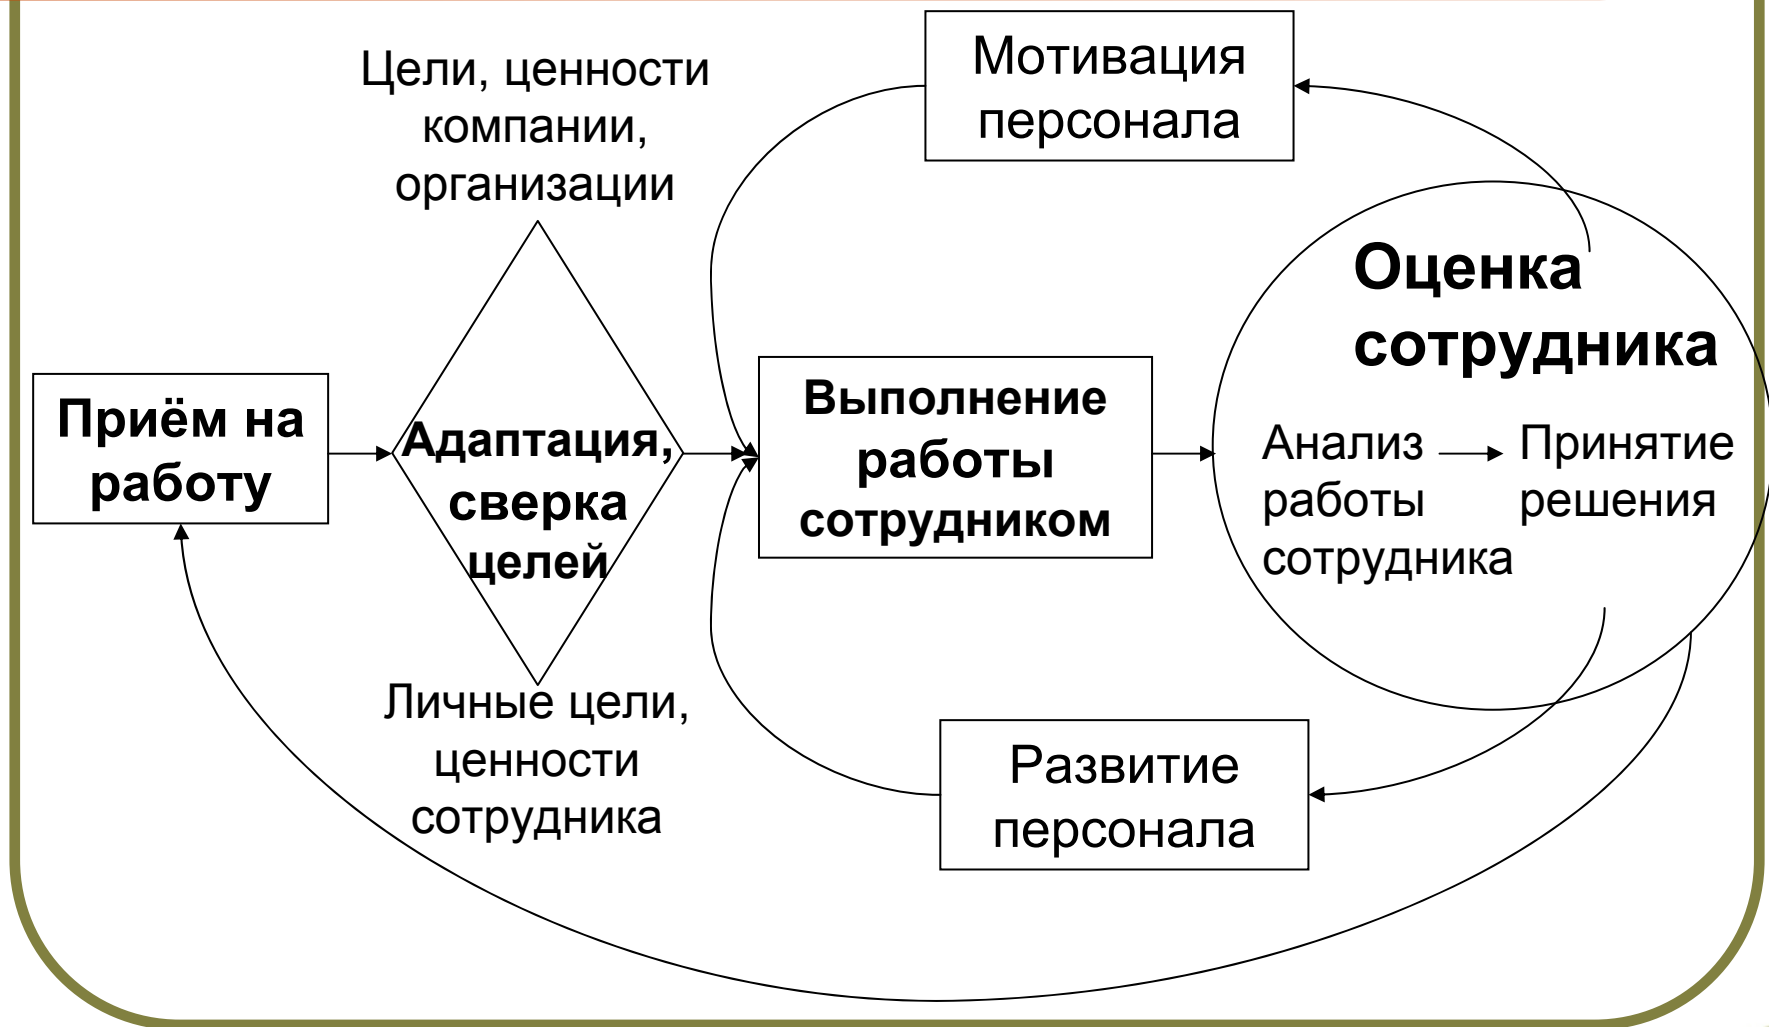 Цели, ценности
компании,
организации
Мотивация
персонала
Приём на
работу
Адаптация,
сверка
целей
Выполнение
работы
сотрудником
Оценка
сотрудника
Анализ
работы
сотрудника
Принятие
решения
Личные цели,
ценности
сотрудника
Развитие
персонала